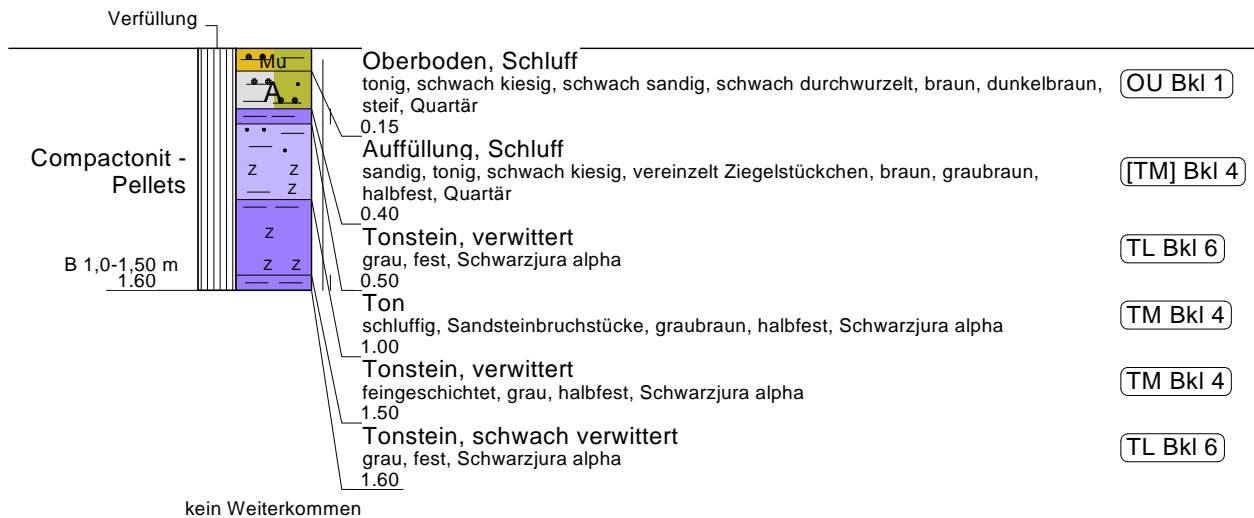 Verfüllung
Mu
A
Z Z
Z
Z
Z Z
Compactonit -
Pellets
B 1,0-1,50 m
1.60
Oberboden, Schluff
tonig, schwach kiesig, schwach sandig, schwach durchwurzelt, braun, dunkelbraun,
steif, Quartär
0.15
OU Bkl 1
Auffüllung, Schluff
sandig, tonig, schwach kiesig, vereinzelt Ziegelstückchen, braun, graubraun,
halbfest, Quartär
0.40
[TM] Bkl 4
Tonstein, verwittert
grau, fest, Schwarzjura alpha
0.50
TL Bkl 6
Ton
schluffig, Sandsteinbruchstücke, graubraun, halbfest, Schwarzjura alpha
1.00
TM Bkl 4
Tonstein, verwittert
feingeschichtet, grau, halbfest, Schwarzjura alpha
1.50
TM Bkl 4
Tonstein, schwach verwittert
grau, fest, Schwarzjura alpha
1.60
TL Bkl 6
kein Weiterkommen